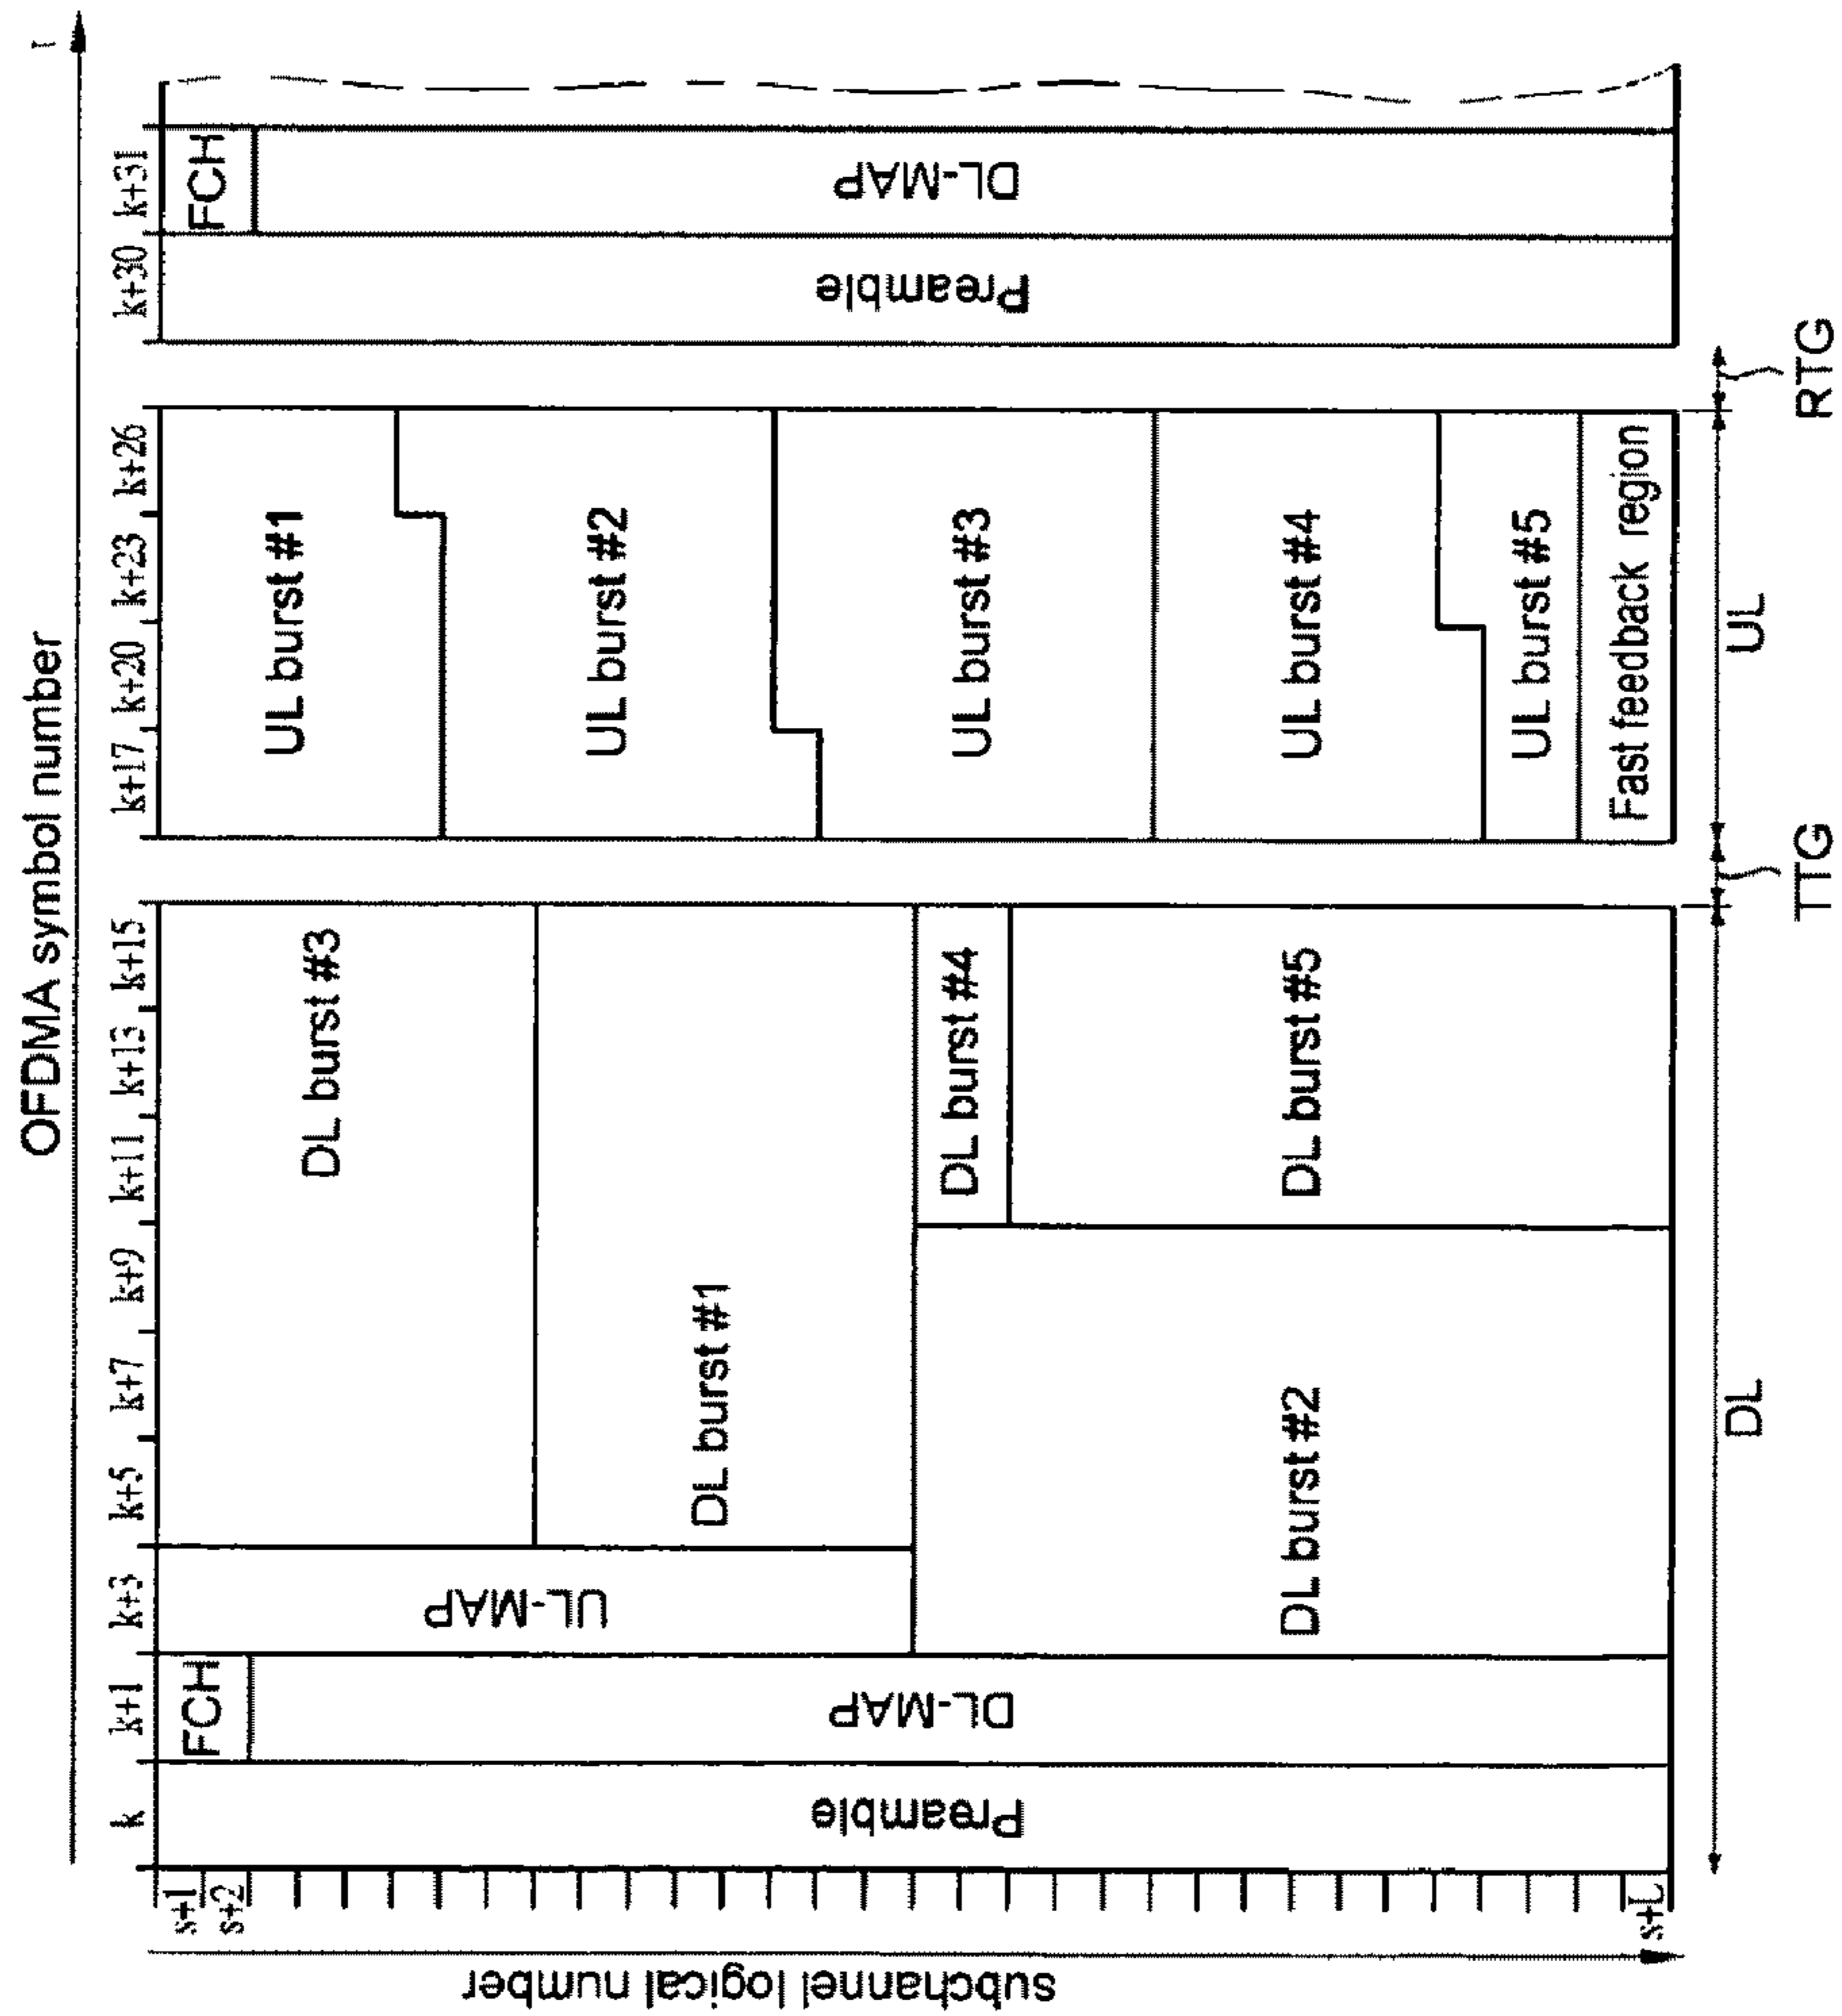 OFDMA symbol number
k k+1 k+3 k+5 k+7 k+9 k+11 k+13 k+15 k+17 k+20 k+23 k+26 k+30 k+31
subchannel logical number
s+1
s+2
s+L
Preamble
FCH
DL-MAP
UL-MAP
DL burst #3
DL burst #1
DL burst #2
DL burst #4
DL burst #5
UL burst #1
UL burst #2
UL burst #3
UL burst #4
UL burst #5
Fast feedback region
Preamble
FCH
DL-MAP
DL
TTG
UL
RTG